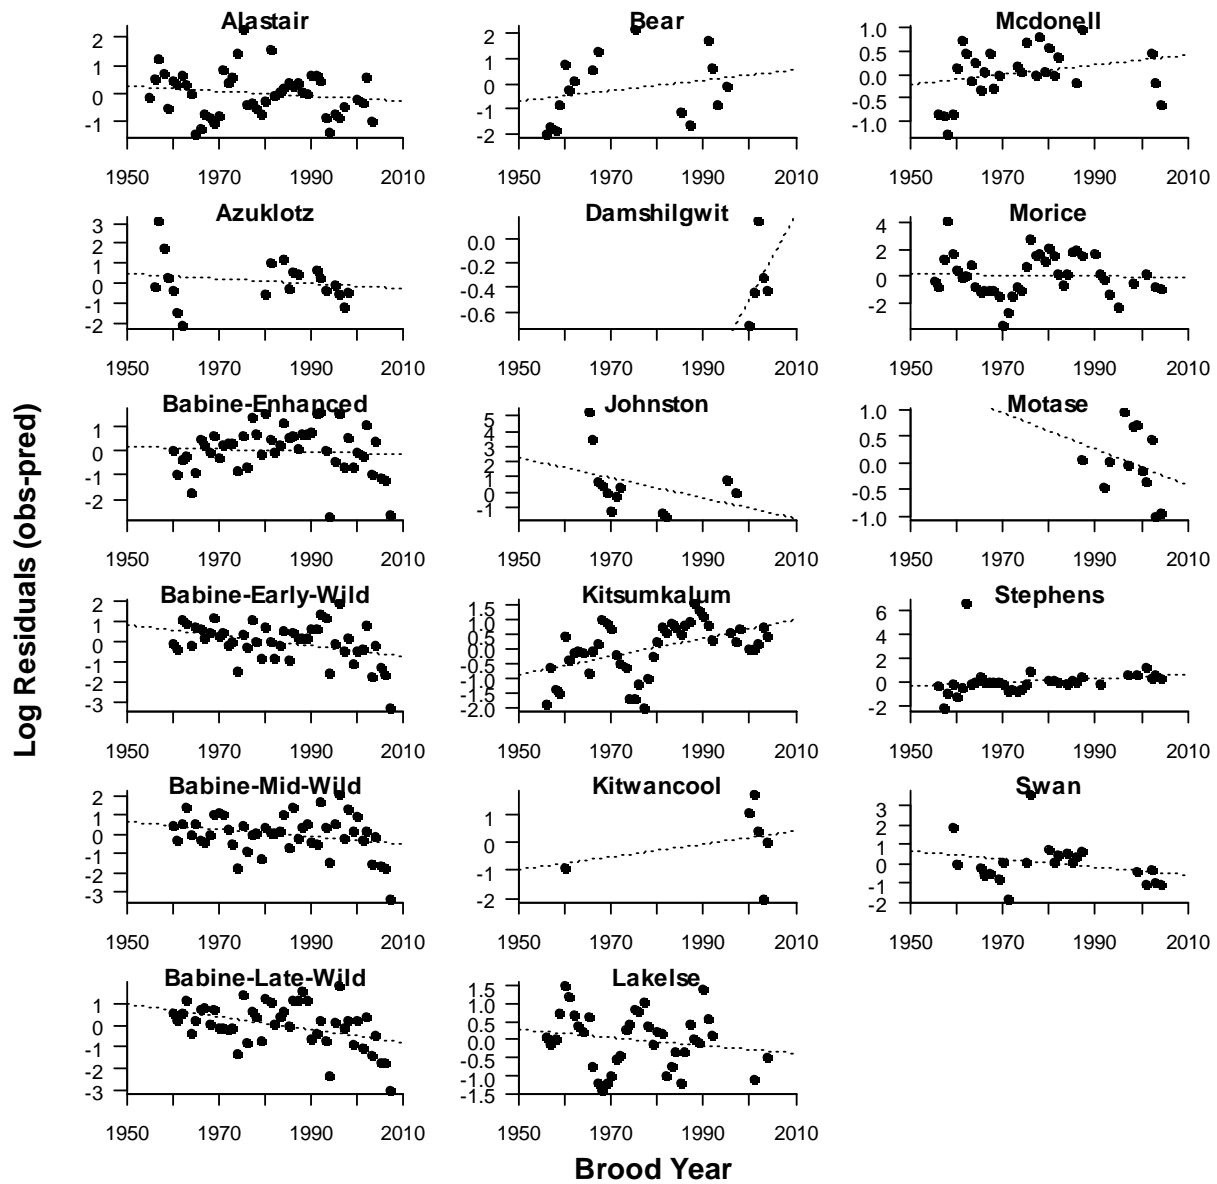 Alastair Bear Mcdonell
2 1 0 -1
2 1 0 -1 -2
1.0 0.5 0.0 -0.5 -1.0
1950 1970 1990 2010 1950 1970 1990 2010 1950 1970 1990 2010
Azuklotz Damshilgwit Morice
3 2 1 0 -1 -2
0.0 -0.2 -0.4 -0.6
4 2 0 -2
1950 1970 1990 2010 1950 1970 1990 2010 1950 1970 1990 2010
Babine-Enhanced Johnston Motase
1 0 -1 -2
5 4 3 2 1 0 -1
1.0 0.5 0.0 -0.5 -1.0
1950 1970 1990 2010 1950 1970 1990 2010 1950 1970 1990 2010
Babine-Early-Wild Kitsumkalum Stephens
2 1 0 -1 -2 -3
1.5 1.0 0.5 0.0 -0.5 -1.0 -2.0
6 4 2 0 -2
1950 1970 1990 2010 1950 1970 1990 2010 1950 1970 1990 2010
Babine-Mid-Wild Kitwancool Swan
2 1 0 -1 -2 -3
1 0 -1 -2
3 2 1 0 -1 -2
1950 1970 1990 2010 1950 1970 1990 2010 1950 1970 1990 2010
Babine-Late-Wild Lakelse
1 0 -1 -2 -3
1.5 1.0 0.5 0.0 -0.5 -1.0 -1.5
1950 1970 1990 2010 1950 1970 1990 2010
Log Residuals (obs-pred)
Brood Year